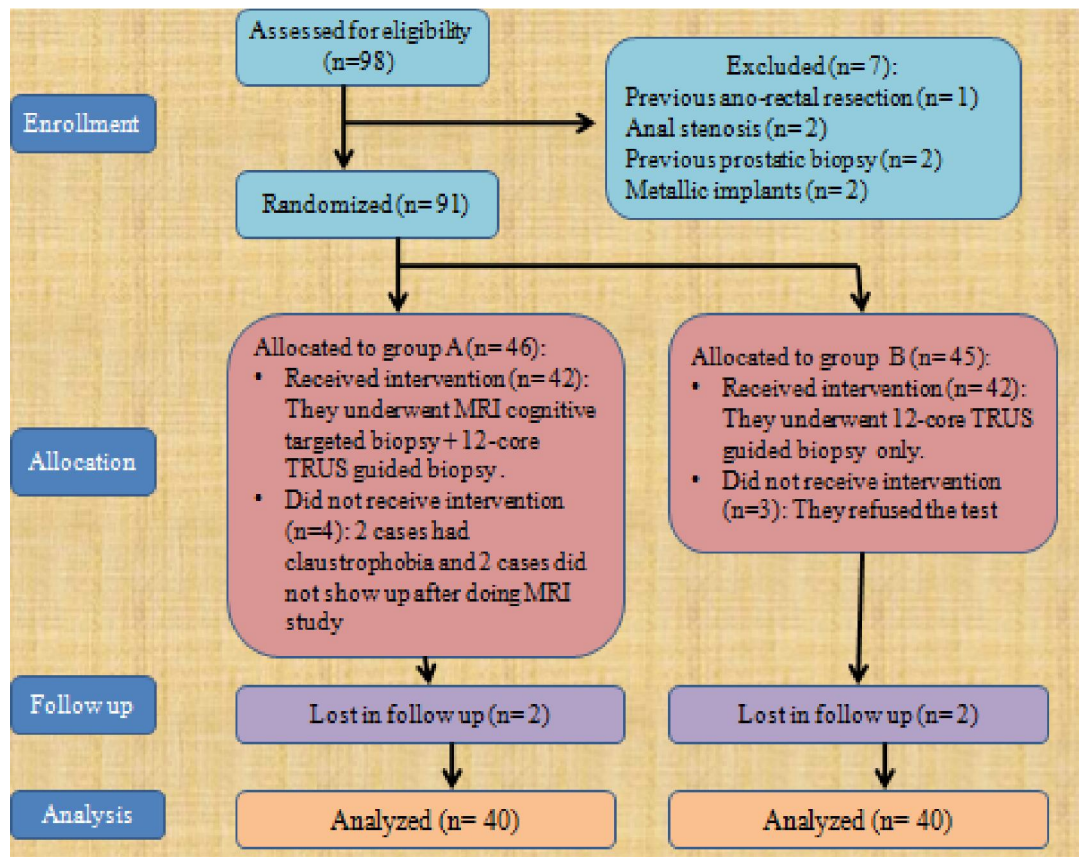 Assessed for eligibility
(n=98)
Excluded (n= 7):
Previous ano-rectal resection (n= 1)
Anal stenosis (n= 2)
Previous prostatic biopsy (n= 2)
Metallic implants (n= 2)
Enrollment
Randomized (n= 91)
Allocated to group A (n= 46):
• Received intervention (n= 42):
They underwent MRI cognitive
targeted biopsy + 12-core
TRUS guided biopsy .
• Did not receive intervention
(n=4): 2 cases had
claustrophobia and 2 cases did
not show up after doing MRI
study
Allocated to group B (n= 45):
• Received intervention (n= 42):
They underwent 12-core TRUS
guided biopsy only.
• Did not receive intervention
(n=3): They refused the test
Allocation
Follow up
Lost in follow up (n= 2)
Lost in follow up (n= 2)
Analysis
Analyzed (n= 40)
Analyzed (n= 40)